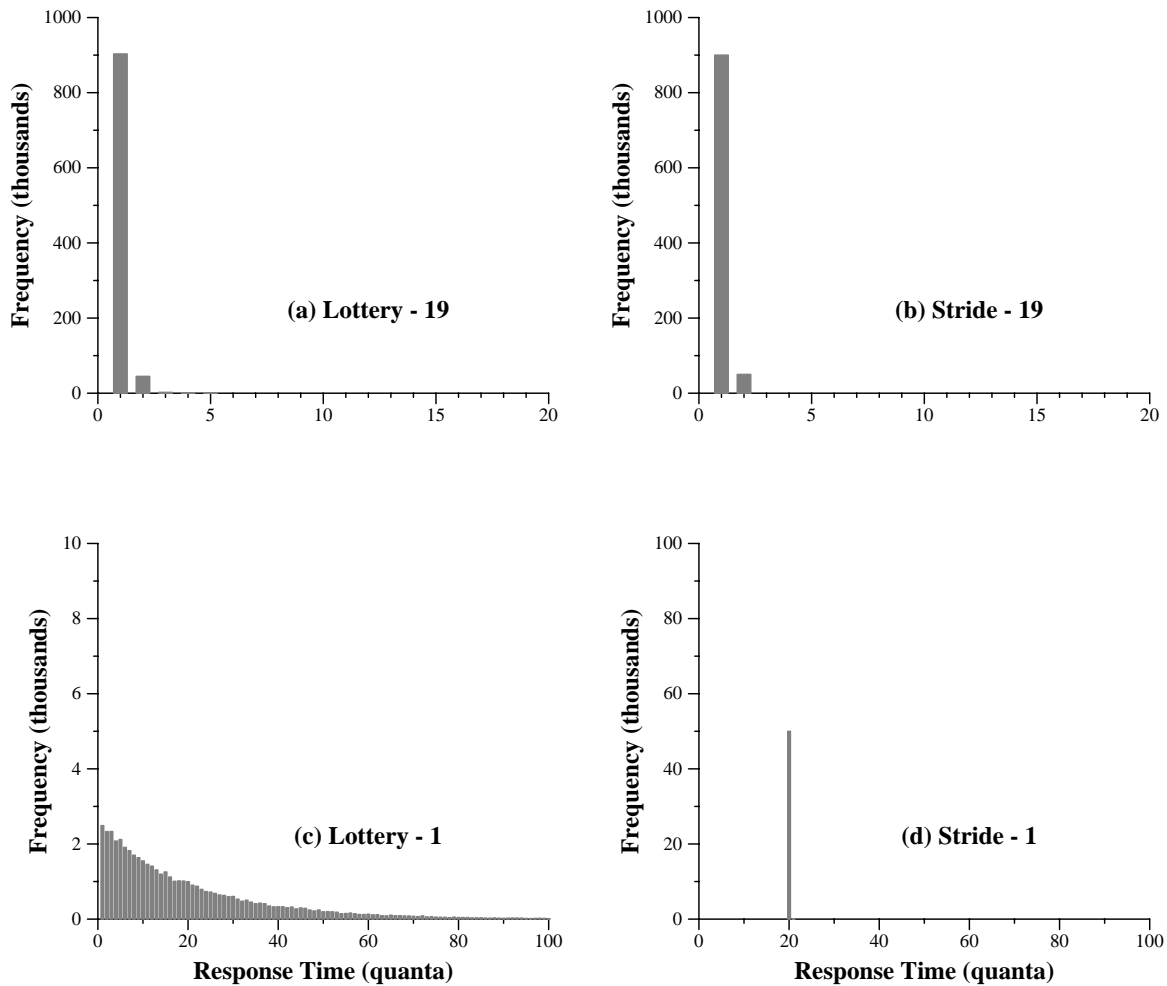 1000
800
600
400
200
0
0 5 10 15 20
Frequency (thousands)
(a) Lottery - 19
1000
800
600
400
200
0
0 5 10 15 20
Frequency (thousands)
(b) Stride - 19
10
8
6
4
2
0
0 20 40 60 80 100
Frequency (thousands)
(c) Lottery - 1
Response Time (quanta)
100
80
60
40
20
0
0 20 40 60 80 100
Frequency (thousands)
(d) Stride - 1
Response Time (quanta)